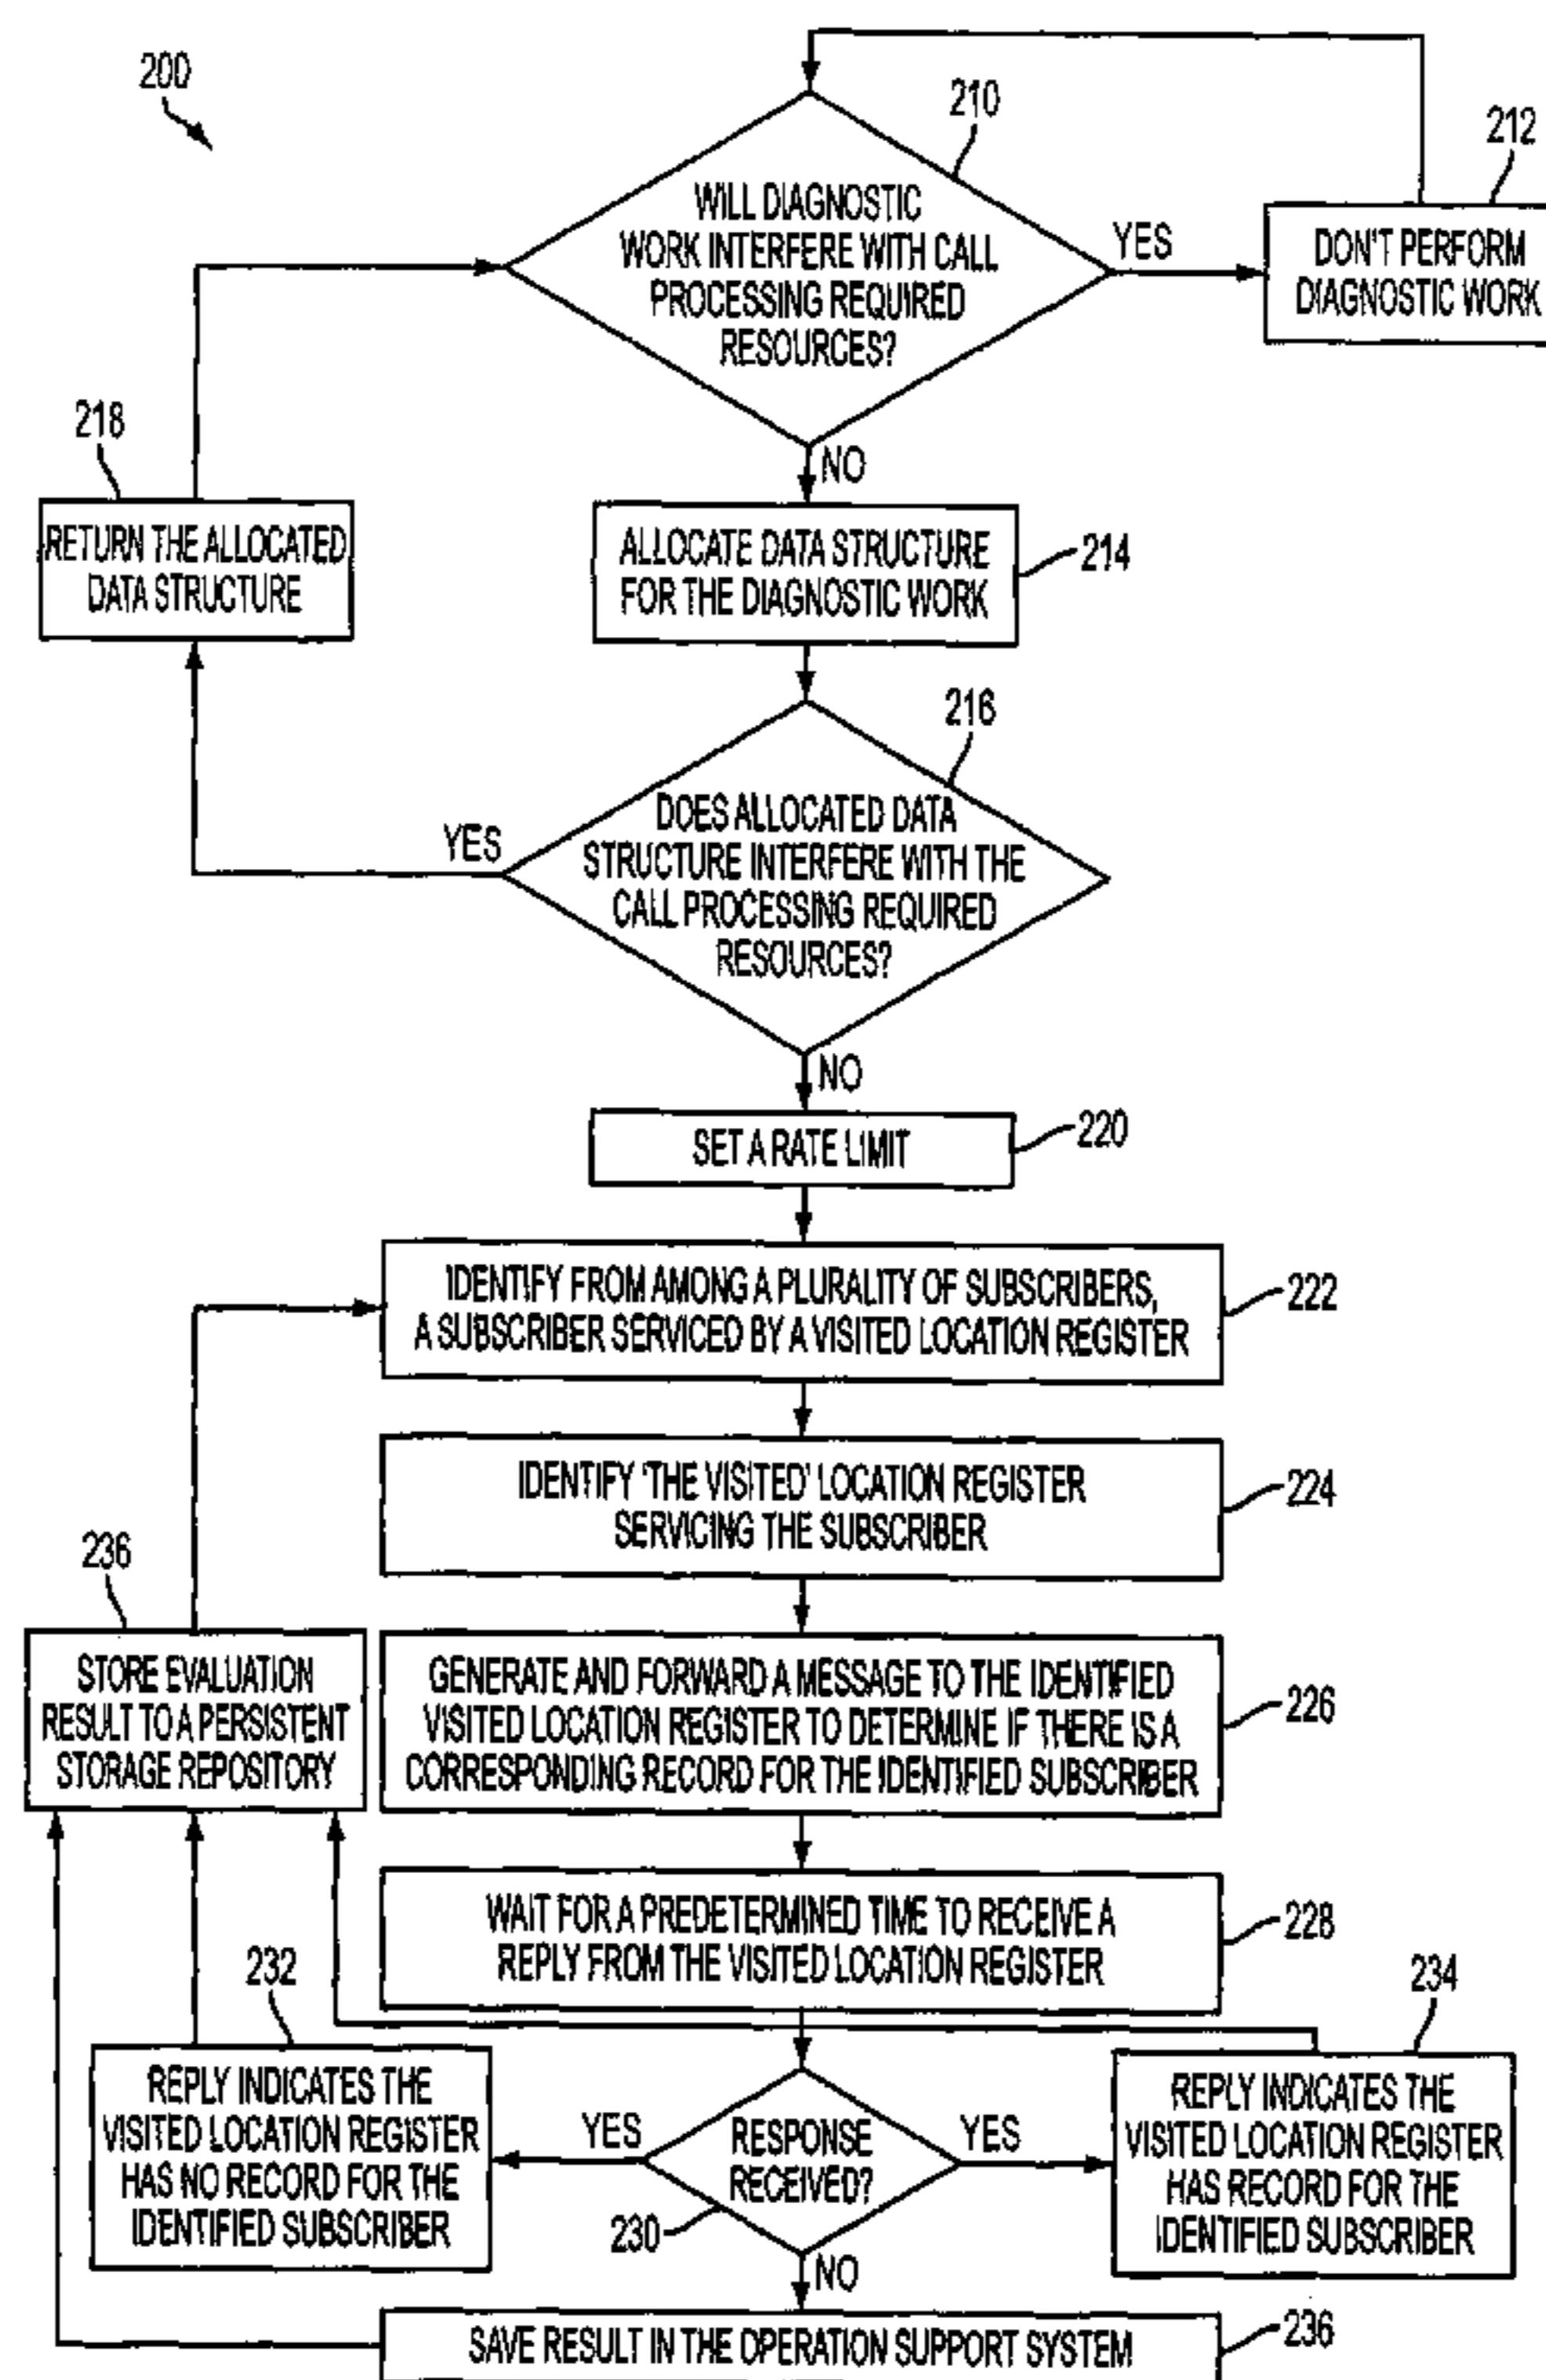 200
210
212
WILL DIAGNOSTIC
WORK INTERFERE WITH CALL
PROCESSING REQUIRED
RESOURCES?
YES
DON'T PERFORM
DIAGNOSTIC WORK
NO
218
RETURN THE ALLOCATED
DATA STRUCTURE
ALLOCATE DATA STRUCTURE
FOR THE DIAGNOSTIC WORK
214
216
DOES ALLOCATED DATA
STRUCTURE INTERFERE WITH THE
CALL PROCESSING REQUIRED
RESOURCES?
YES
NO
SET A RATE LIMIT
220
IDENTIFY FROM AMONG A PLURALITY OF SUBSCRIBERS,
A SUBSCRIBER SERVICED BY A VISITED LOCATION REGISTER
222
IDENTIFY 'THE VISITED' LOCATION REGISTER
SERVICING THE SUBSCRIBER
224
236
STORE EVALUATION
RESULT TO A PERSISTENT
STORAGE REPOSITORY
GENERATE AND FORWARD A MESSAGE TO THE IDENTIFIED
VISITED LOCATION REGISTER TO DETERMINE IF THERE IS A
CORRESPONDING RECORD FOR THE IDENTIFIED SUBSCRIBER
226
WAIT FOR A PREDETERMINED TIME TO RECEIVE A
REPLY FROM THE VISITED LOCATION REGISTER
228
232
234
REPLY INDICATES THE
VISITED LOCATION REGISTER
HAS NO RECORD FOR THE
IDENTIFIED SUBSCRIBER
YES
RESPONSE
RECEIVED?
230
YES
REPLY INDICATES THE
VISITED LOCATION REGISTER
HAS RECORD FOR THE
IDENTIFIED SUBSCRIBER
NO
SAVE RESULT IN THE OPERATION SUPPORT SYSTEM
236